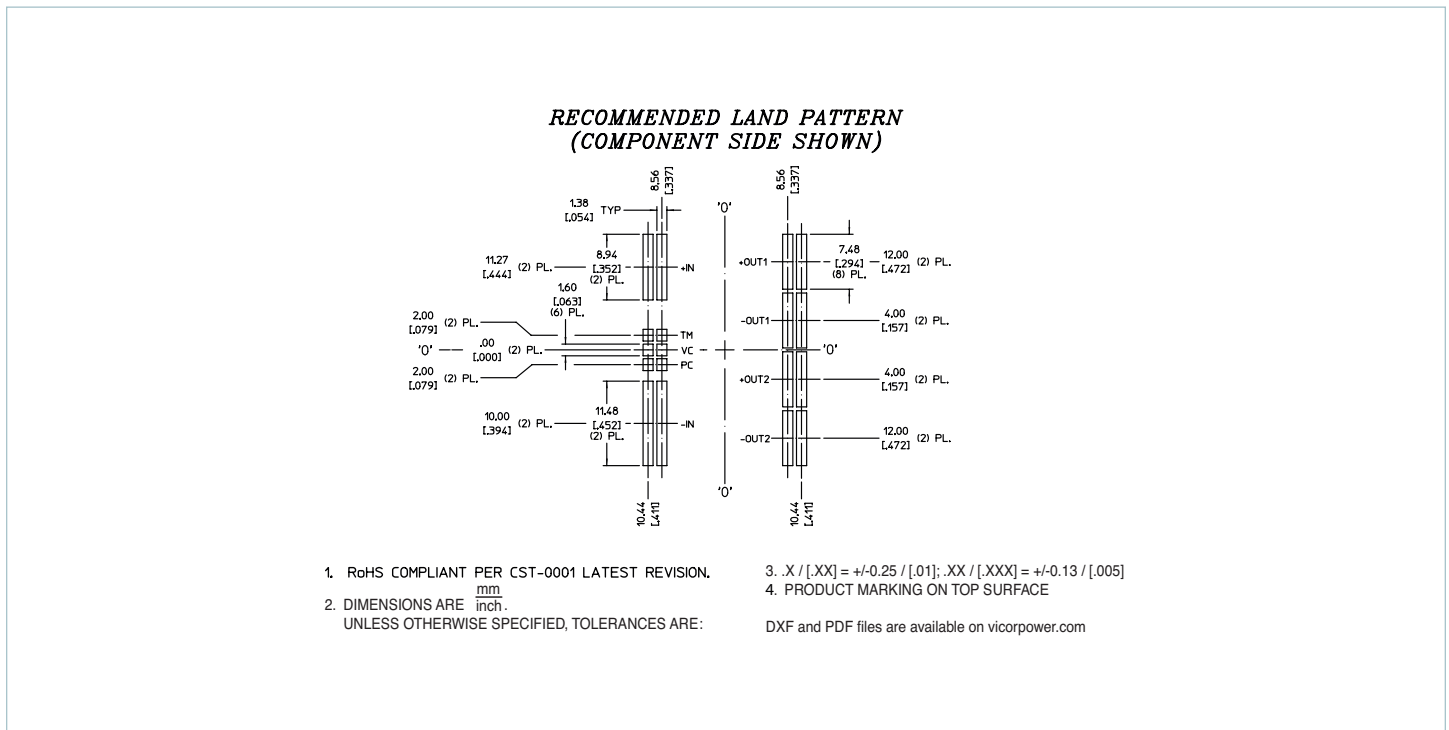 RECOMMENDED LAND PATTERN
(COMPONENT SIDE SHOWN)
8.56
[.337]
8.56
[.337]
1.38
[.054]
TYP
'0'
11.27
[.444]
(2) PL.
8.94
[.352]
(2) PL.
+IN
+OUT1
7.48
[.294]
(8) PL.
12.00
[.472]
(2) PL.
1.60
[.063]
(6) PL.
2.00
[.079]
(2) PL.
TM
-OUT1
4.00
[.157]
(2) PL.
'0'
.00
[.000]
(2) PL.
VC
'0'
2.00
[.079]
(2) PL.
PC
+OUT2
4.00
[.157]
(2) PL.
10.00
[.394]
(2) PL.
11.48
[.452]
(2) PL.
-IN
-OUT2
12.00
[.472]
(2) PL.
'0'
10.44
[.411]
10.44
[.411]
1. RoHS COMPLIANT PER CST-0001 LATEST REVISION.
2. DIMENSIONS ARE mm
inch.
UNLESS OTHERWISE SPECIFIED, TOLERANCES ARE:
3. .X / [.XX] = +/-0.25 / [.01]; .XX / [.XXX] = +/-0.13 / [.005]
4. PRODUCT MARKING ON TOP SURFACE
DXF and PDF files are available on vicorpower.com